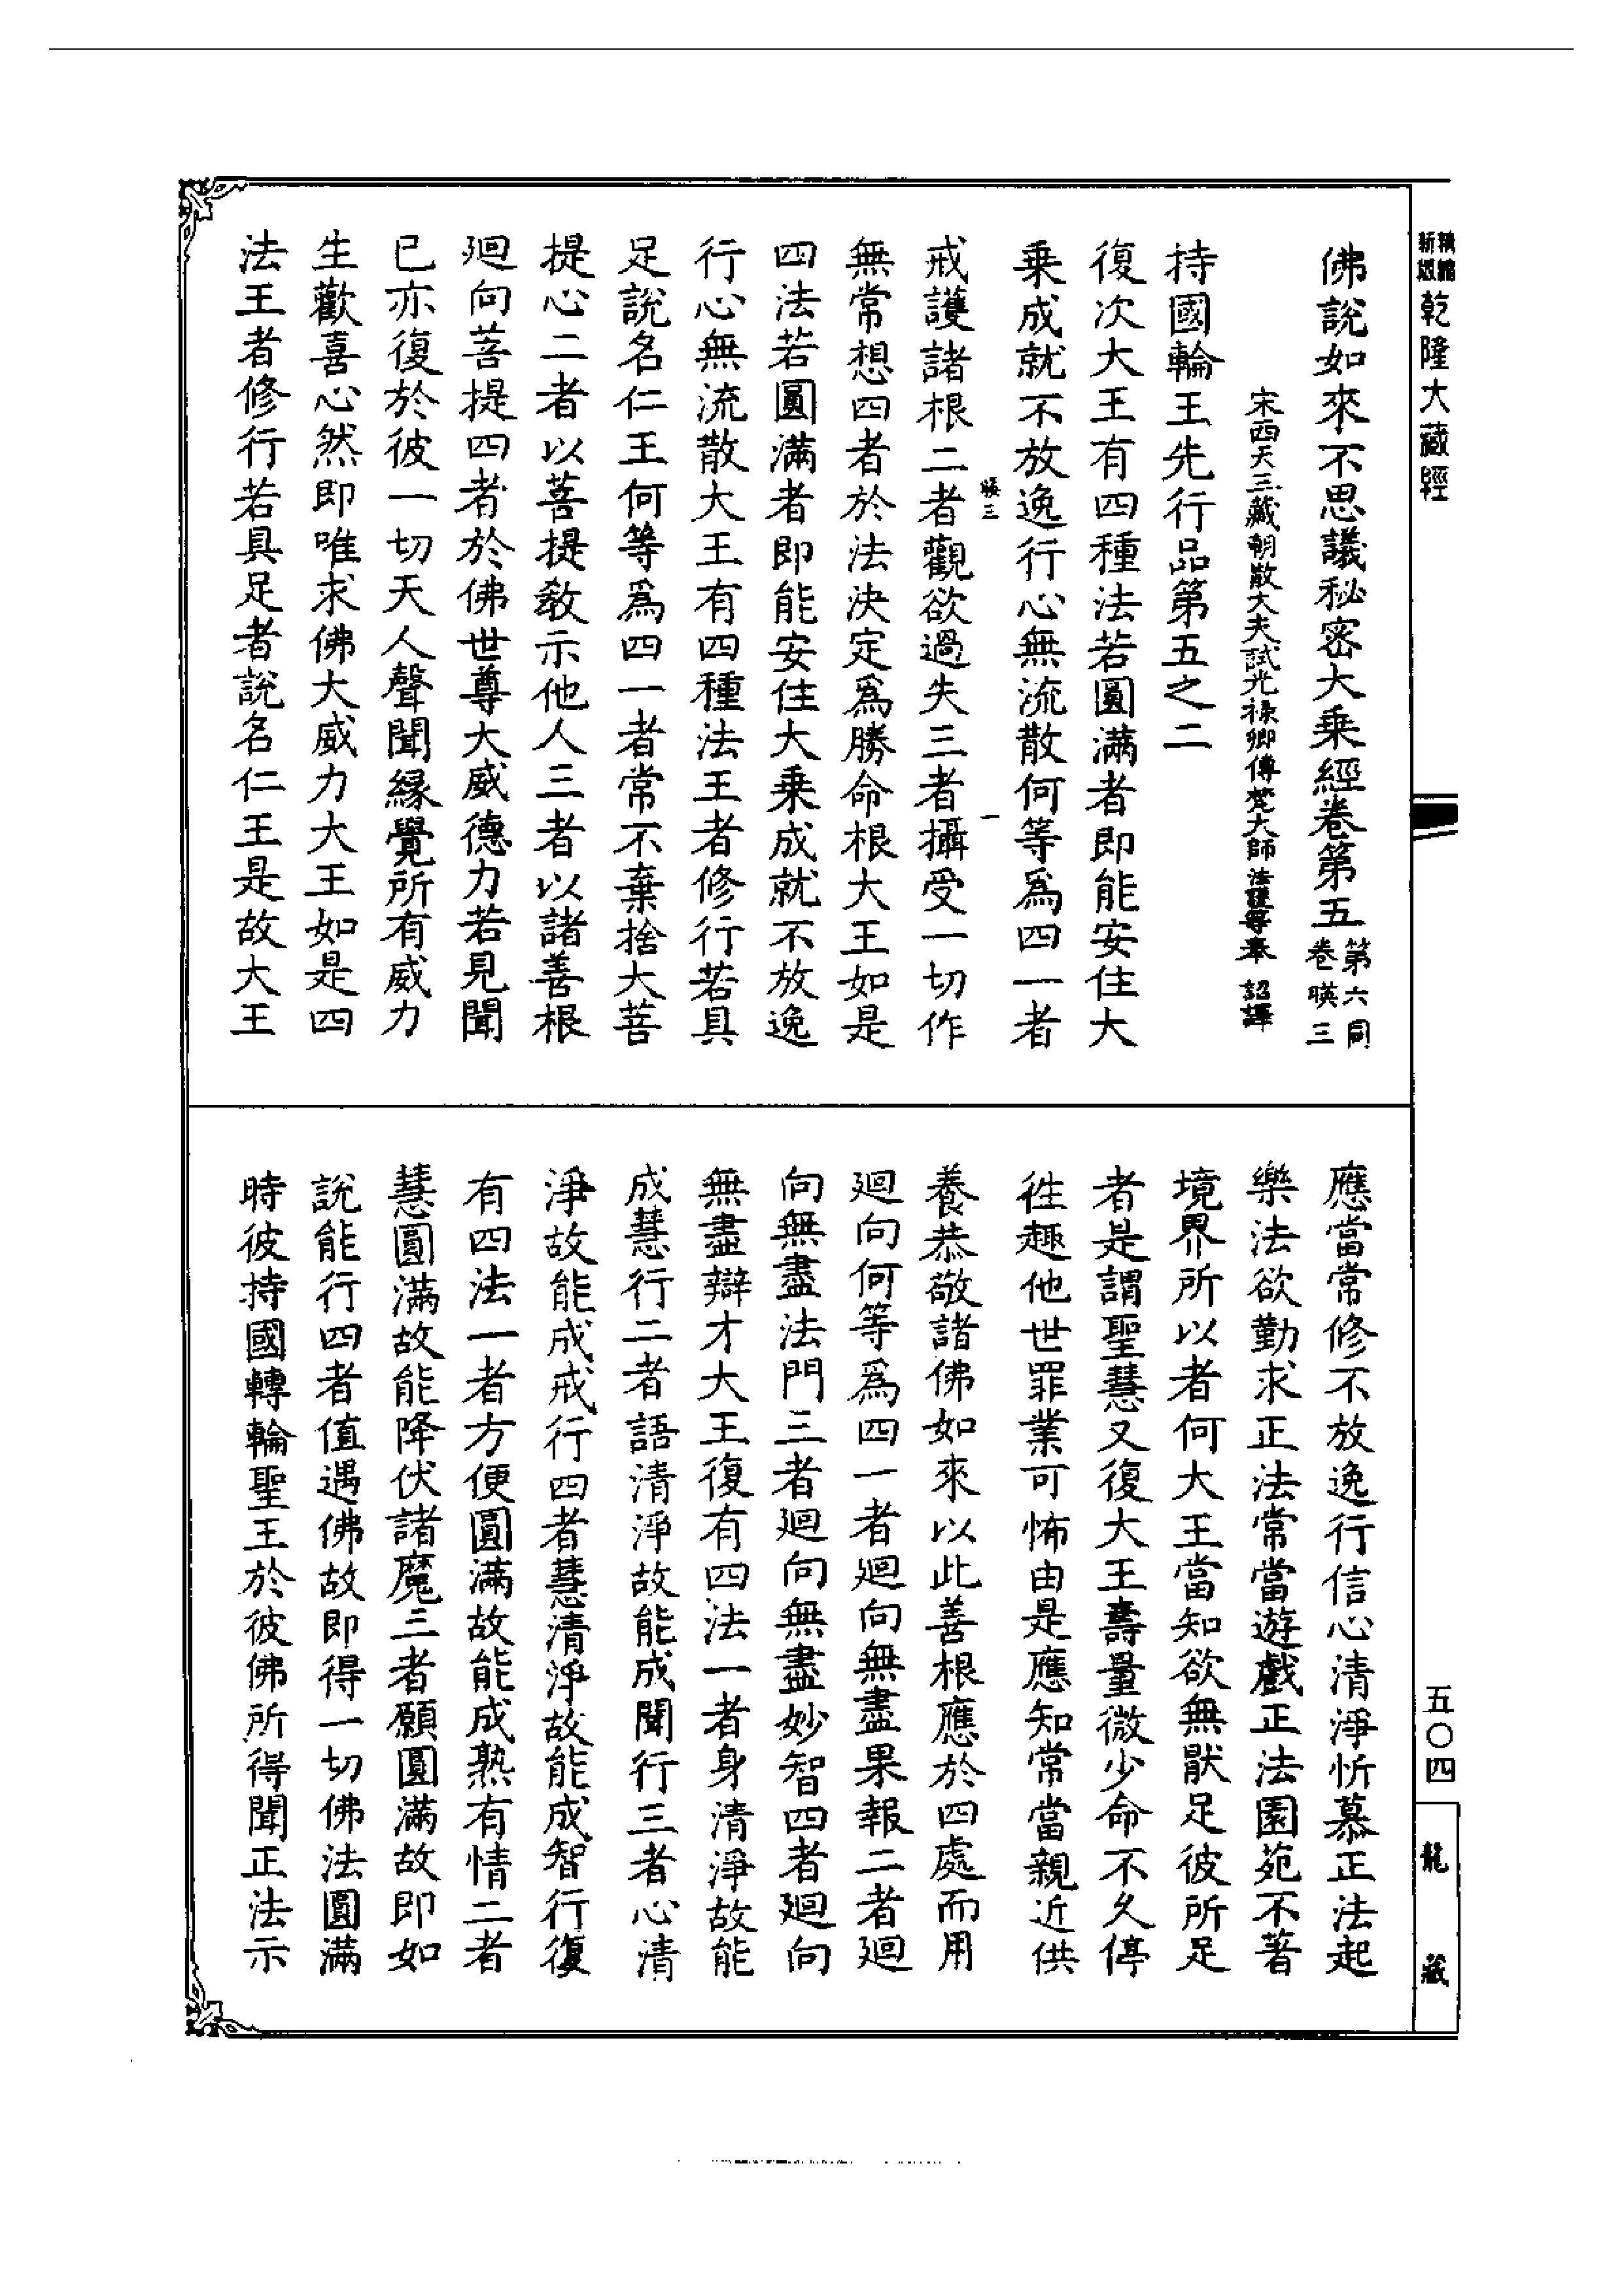 新縮
乾隆大藏經
佛說如來不思議秘密大乗經卷第五 第六同卷暎三
宋西天三藏朝散大夫試光祿卿傳梵大師法護等奉 詔譯
持國輪王先行品第五之二
復次大王有四種法若圓滿者即能安住大
乗成就不放逸行心無流散何等爲四一者
暎三 一
戒護諸根二者觀欲過失三者攝受一切作
無常想四者於法決定爲勝命根大王如是
四法若圓滿者即能安住大乗成就不放逸
行心無流散大王有四種法王者修行若具
足說名仁王何等爲四一者常不棄捨大菩
提心二者以菩提敎示他人三者以諸善根
廻向菩提四者於佛世尊大威德力若見聞
已亦復於彼一切天人聲聞縁覺所有威力
生歡喜心然即唯求佛大威力大王如是四
法王者修行若具足者說名仁王是故大王
應當常修不放逸行信心清淨忻慕正法起
樂法欲勤求正法常當遊戲正法園苑不著
境界所以者何大王當知欲無猒足彼所足
者是謂聖慧又復大王壽量微少命不久停
徃趣他世罪業可怖由是應知常當親近供
養恭敬諸佛如來以此善根應於四處而用
廻向何等爲四一者廻向無盡果報二者廻
向無盡法門三者廻向無盡妙智四者廻向
無盡辯才大王復有四法一者身清淨故能
成慧行二者語清淨故能成聞行三者心清
淨故能成戒行四者慧清淨故能成智行復
有四法一者方便圓滿故能成熟有情二者
慧圓滿故能降伏諸魔三者願圓滿故即如
說能行四者值遇佛故即得一切佛法圓滿
時彼持國轉輪聖王於彼佛所得聞正法示
五〇四
龍藏